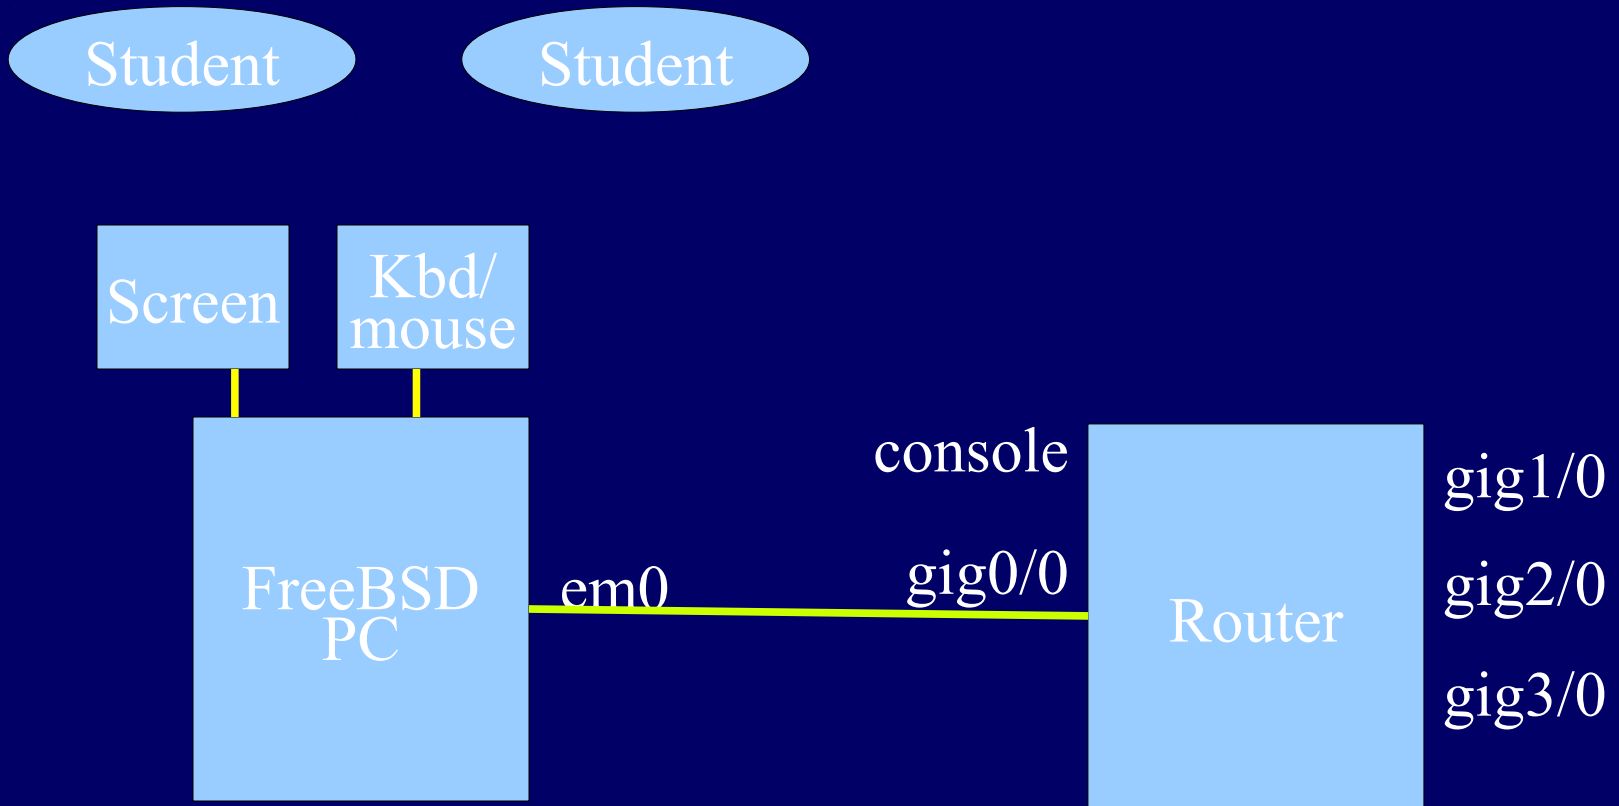 Student
Student
Screen
Kbd/
mouse
console
gig1/0
FreeBSD
PC
em0
gig0/0
Router
gig2/0
gig3/0